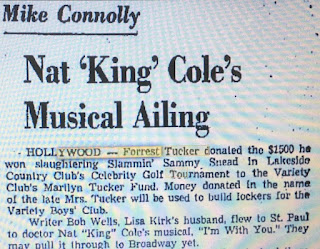 Mike Connolly
Nat 'King' Cole's
Musical Ailing
HOLLYWOOD — Forrest Tucker donated the $1500 he
won slaughtering Slammin' Sammy Snead in Lakeside
Country Club's Celebrity Golf Tournament to the Variety
Club's Marilyn Tucker Fund. Money donated in the name
of the late Mrs. Tucker will be used to build lockers for the
Variety Boys' Club.
Writer Bob Wells, Lisa Kirk's husband, flew to St. Paul
to doctor Nat "King" Cole's musical, "I'm With You." They
may pull it through to Broadway yet.